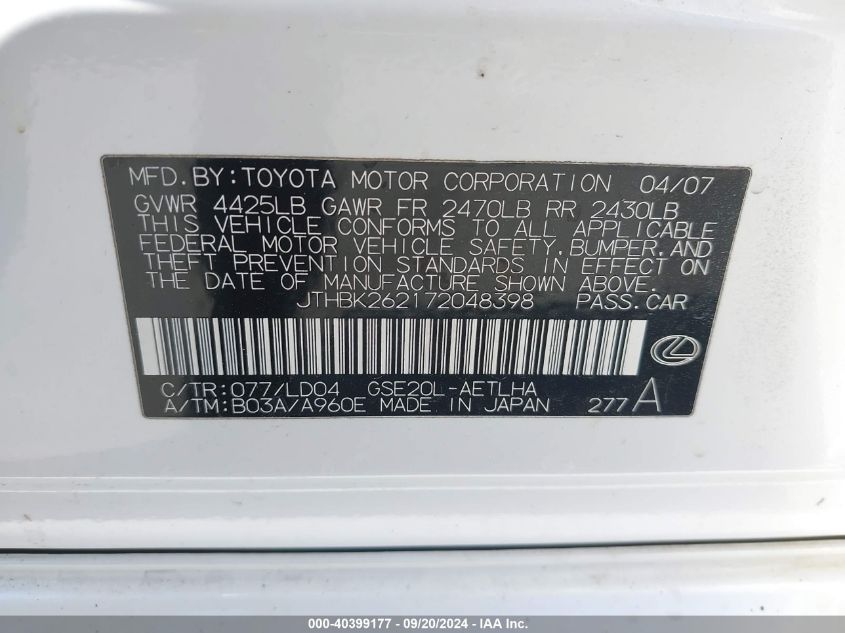 MFD.BY:TOYOTA MOTOR CORPORATION 04/07
GVWR 4425LB GAWR FR 2470LB RR 2430LB
THIS VEHICLE CONFORMS TO ALL APPLICABLE
FEDERAL MOTOR VEHICLE SAFETY,BUMPER,AND
THEFT PREVENTION STANDARDS IN EFFECT ON
THE DATE OF MANUFACTURE SHOWN ABOVE.
JTHBK262172048398 PASS.CAR
C/TR:077/LD04 GSE20L-AETLHA
A/TM:B03A/A960E MADE IN JAPAN 277A
000-40399177 - 09/20/2024 - IAA Inc.